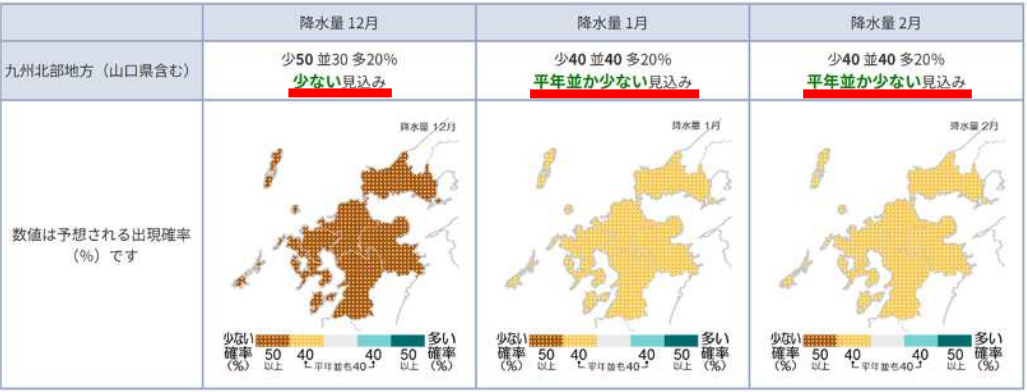 降水量 12月
降水量 1月
降水量 2月
九州北部地方（山口県含む）
少50 並30 多20%
少ない見込み
少40 並40 多20%
平年並か少ない見込み
少40 並40 多20%
平年並か少ない見込み
数値は予想される出現確率
（%）です
降水量 12月
少ない
確率
(%)
50
以上
40
平年並も40
40
50
以上
多い
確率
(%)
降水量 1月
少ない
確率
(%)
50
以上
40
平年並も40
40
50
以上
多い
確率
(%)
降水量 2月
少ない
確率
(%)
50
以上
40
平年並も40
40
50
以上
多い
確率
(%)